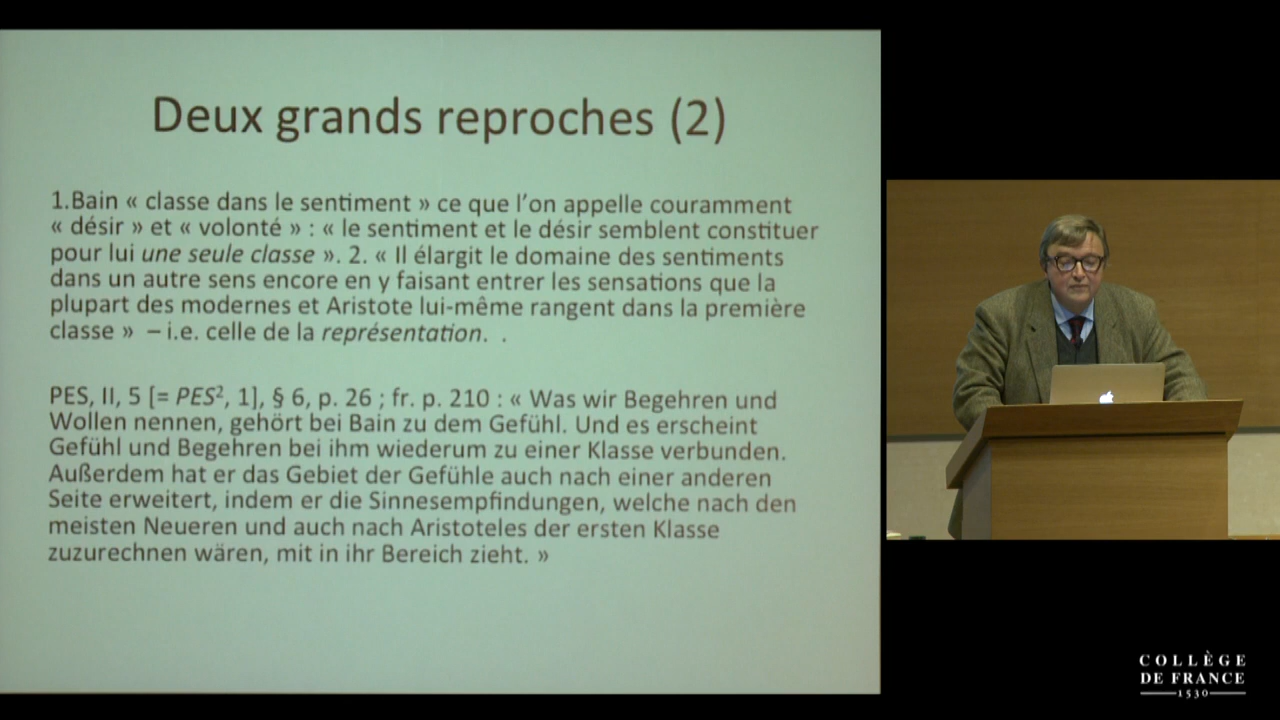 Deux grands reproches (2)
1.Bain « classe dans le sentiment » ce que l'on appelle couramment
« désir » et « volonté » : « le sentiment et le désir semblent constituer
pour lui une seule classe ». 2. « Il élargit le domaine des sentiments
dans un autre sens encore en y faisant entrer les sensations que la
plupart des modernes et Aristote lui-même rangent dans la première
classe » – i.e. celle de la représentation. .
PES, II, 5 [= PES², 1], § 6, p. 26 ; fr. p. 210 : « Was wir Begehren und
Wollen nennen, gehört bei Bain zu dem Gefühl. Und es erscheint
Gefühl und Begehren bei ihm wiederum zu einer Klasse verbunden.
Außerdem hat er das Gebiet der Gefühle auch nach einer anderen
Seite erweitert, indem er die Sinnesempfindungen, welche nach den
meisten Neueren und auch nach Aristoteles der ersten Klasse
zuzurechnen wären, mit in ihr Bereich zieht. »
COLLÈGE
DE FRANCE
1530